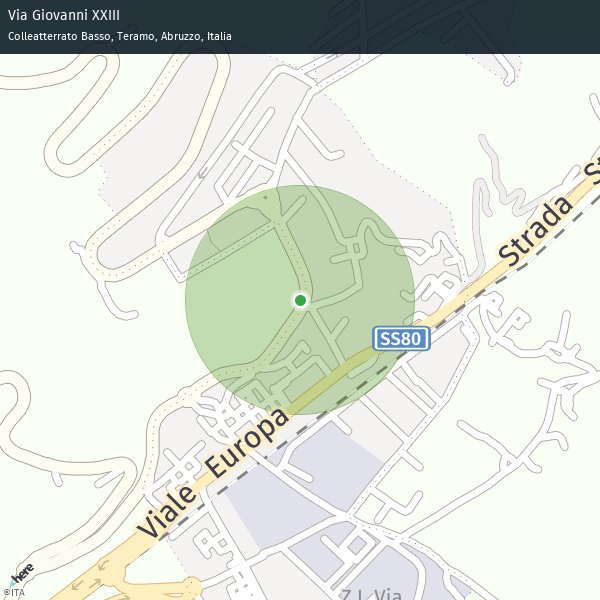 Via Giovanni XXIII
Colleatterrato Basso, Teramo, Abruzzo, Italia
Strada
St
SS80
Viale Europa
here
©ITA
Z.I. Via